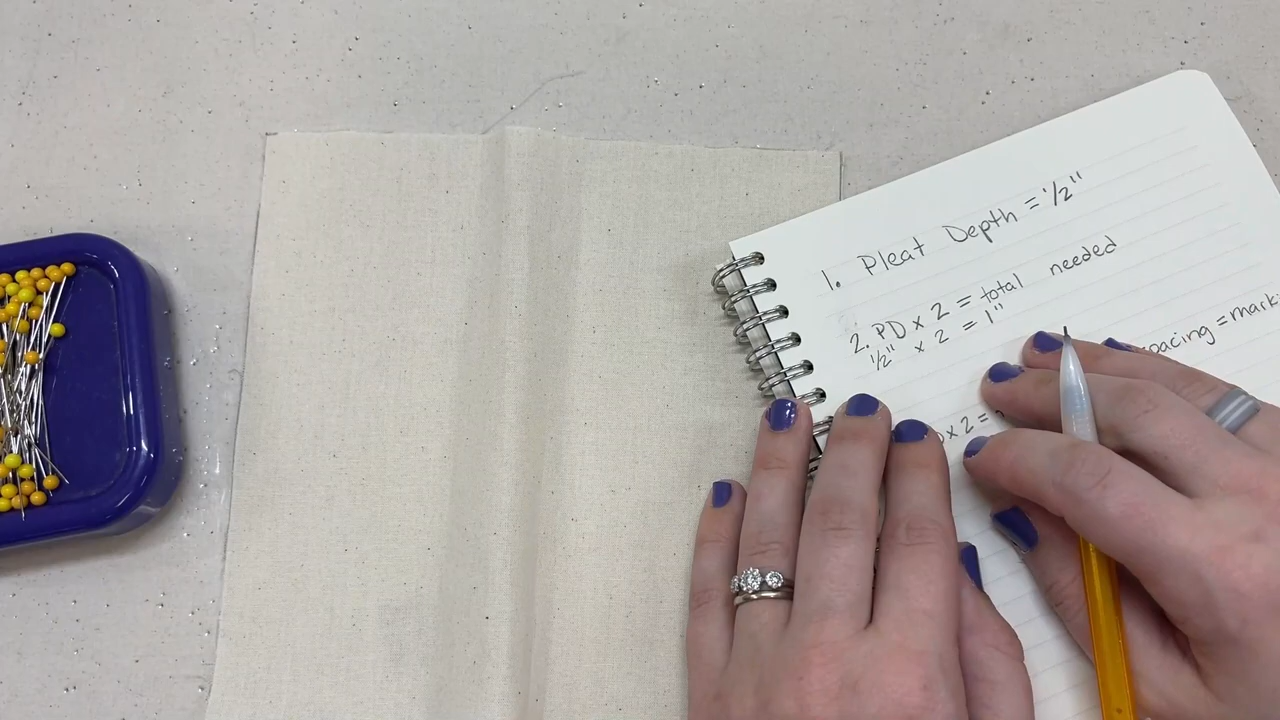 1. Pleat Depth = 1/2"
2. PD x 2 = total needed
1/2" x 2 = 1"
spacing = mark
x 2 =